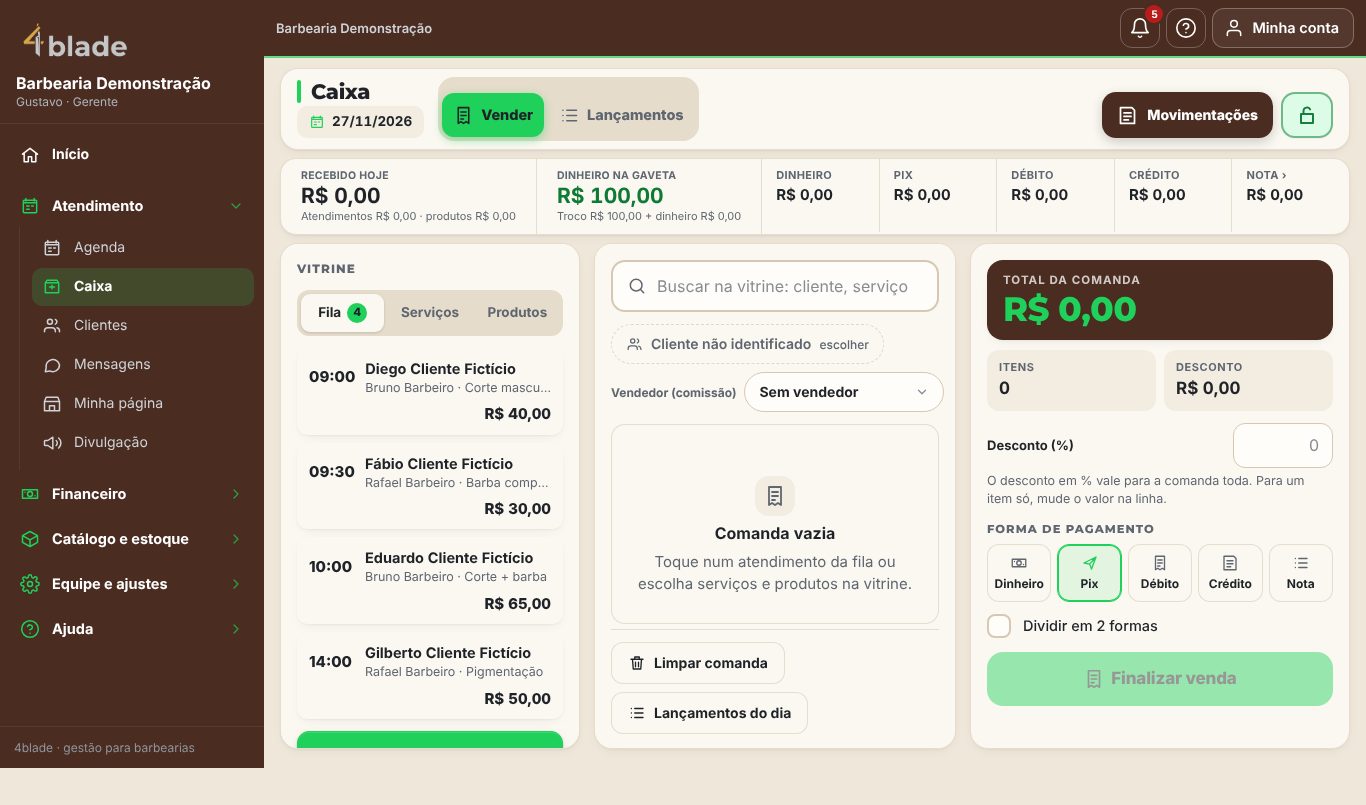 4blade
Barbearia Demonstração
Gustavo · Gerente
Início
Atendimento
Agenda
Caixa
Clientes
Mensagens
Minha página
Divulgação
Financeiro
Catálogo e estoque
Equipe e ajustes
Ajuda
4blade · gestão para barbearias
Barbearia Demonstração
5
Minha conta
Caixa
27/11/2026
Vender
Lançamentos
Movimentações
RECEBIDO HOJE
R$ 0,00
Atendimentos R$ 0,00 · produtos R$ 0,00
DINHEIRO NA GAVETA
R$ 100,00
Troco R$ 100,00 + dinheiro R$ 0,00
DINHEIRO
R$ 0,00
PIX
R$ 0,00
DÉBITO
R$ 0,00
CRÉDITO
R$ 0,00
NOTA ›
R$ 0,00
VITRINE
Fila 4
Serviços
Produtos
09:00
Diego Cliente Fictício
Bruno Barbeiro · Corte mascu...
R$ 40,00
09:30
Fábio Cliente Fictício
Rafael Barbeiro · Barba comp...
R$ 30,00
10:00
Eduardo Cliente Fictício
Bruno Barbeiro · Corte + barba
R$ 65,00
14:00
Gilberto Cliente Fictício
Rafael Barbeiro · Pigmentação
R$ 50,00
Buscar na vitrine: cliente, serviço
Cliente não identificado escolher
Vendedor (comissão)
Sem vendedor
Comanda vazia
Toque num atendimento da fila ou
escolha serviços e produtos na vitrine.
Limpar comanda
Lançamentos do dia
TOTAL DA COMANDA
R$ 0,00
ITENS
0
DESCONTO
R$ 0,00
Desconto (%)
0
O desconto em % vale para a comanda toda. Para um
item só, mude o valor na linha.
FORMA DE PAGAMENTO
Dinheiro
Pix
Débito
Crédito
Nota
Dividir em 2 formas
Finalizar venda